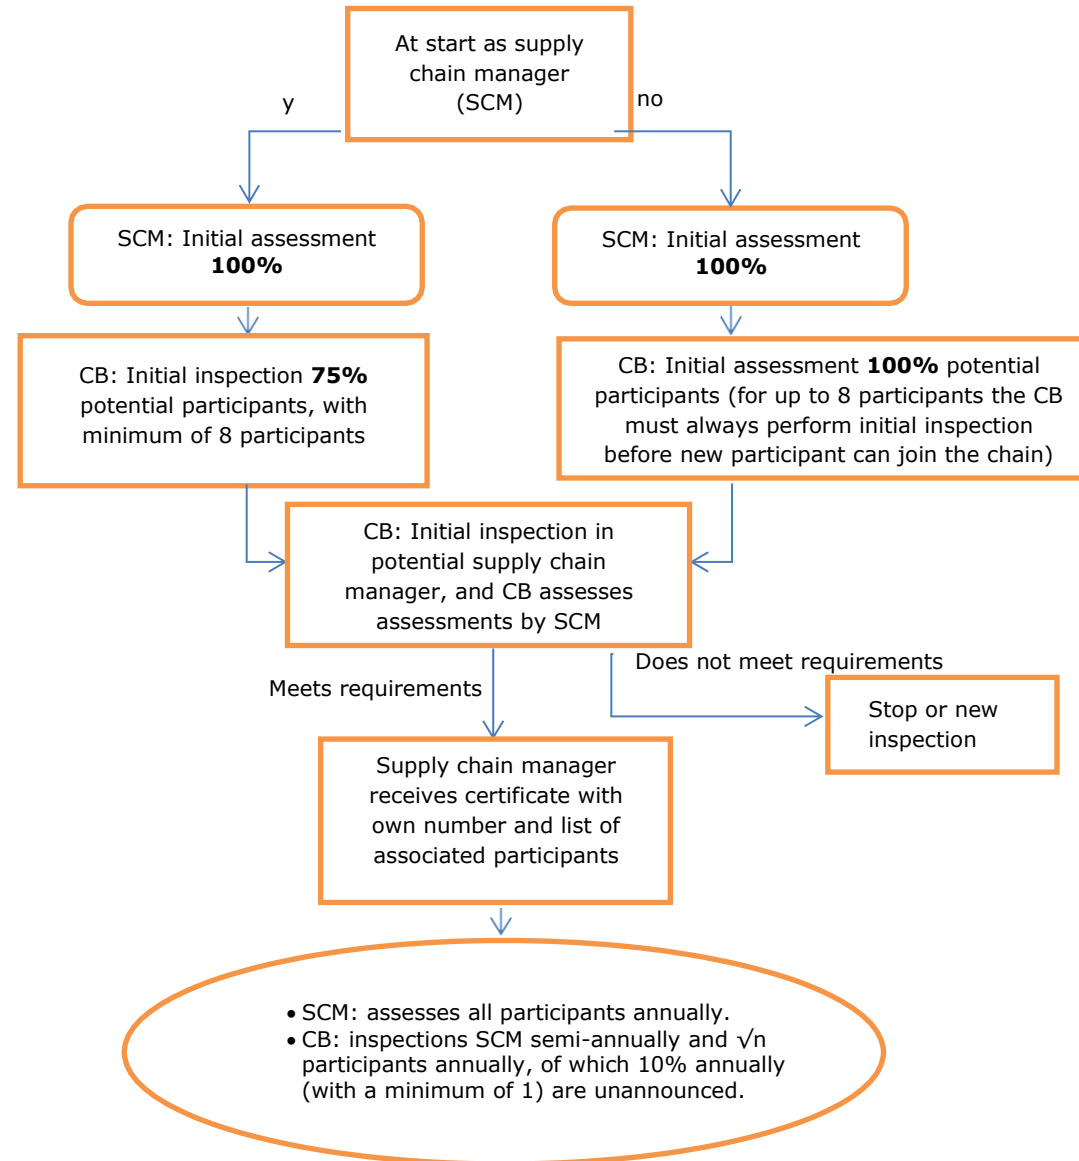 At start as supply
chain manager
(SCM)
y
no
SCM: Initial assessment
100%
SCM: Initial assessment
100%
CB: Initial inspection 75%
potential participants, with
minimum of 8 participants
CB: Initial assessment 100% potential
participants (for up to 8 participants the CB
must always perform initial inspection
before new participant can join the chain)
CB: Initial inspection in
potential supply chain
manager, and CB assesses
assessments by SCM
Does not meet requirements
Meets requirements
Stop or new
inspection
Supply chain manager
receives certificate with
own number and list of
associated participants
• SCM: assesses all participants annually.
• CB: inspections SCM semi-annually and √n
participants annually, of which 10% annually
(with a minimum of 1) are unannounced.